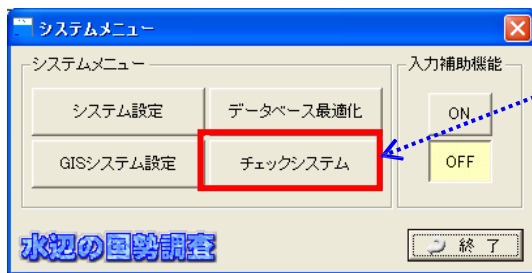 システムメニュー
システムメニュー
入力補助機能
システム設定
データベース最適化
ON
GISシステム設定
チェックシステム
OFF
水辺の国勢調査
終 了